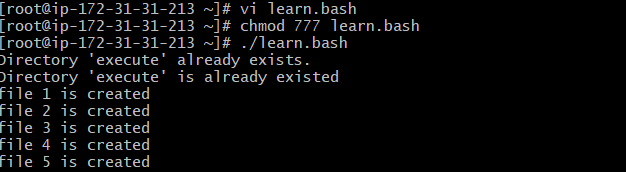 [root@ip-172-31-31-213 ~]# vi learn.bash
[root@ip-172-31-31-213 ~]# chmod 777 learn.bash
[root@ip-172-31-31-213 ~]# ./learn.bash
Directory 'execute' already exists.
Directory 'execute' is already existed
file 1 is created
file 2 is created
file 3 is created
file 4 is created
file 5 is created